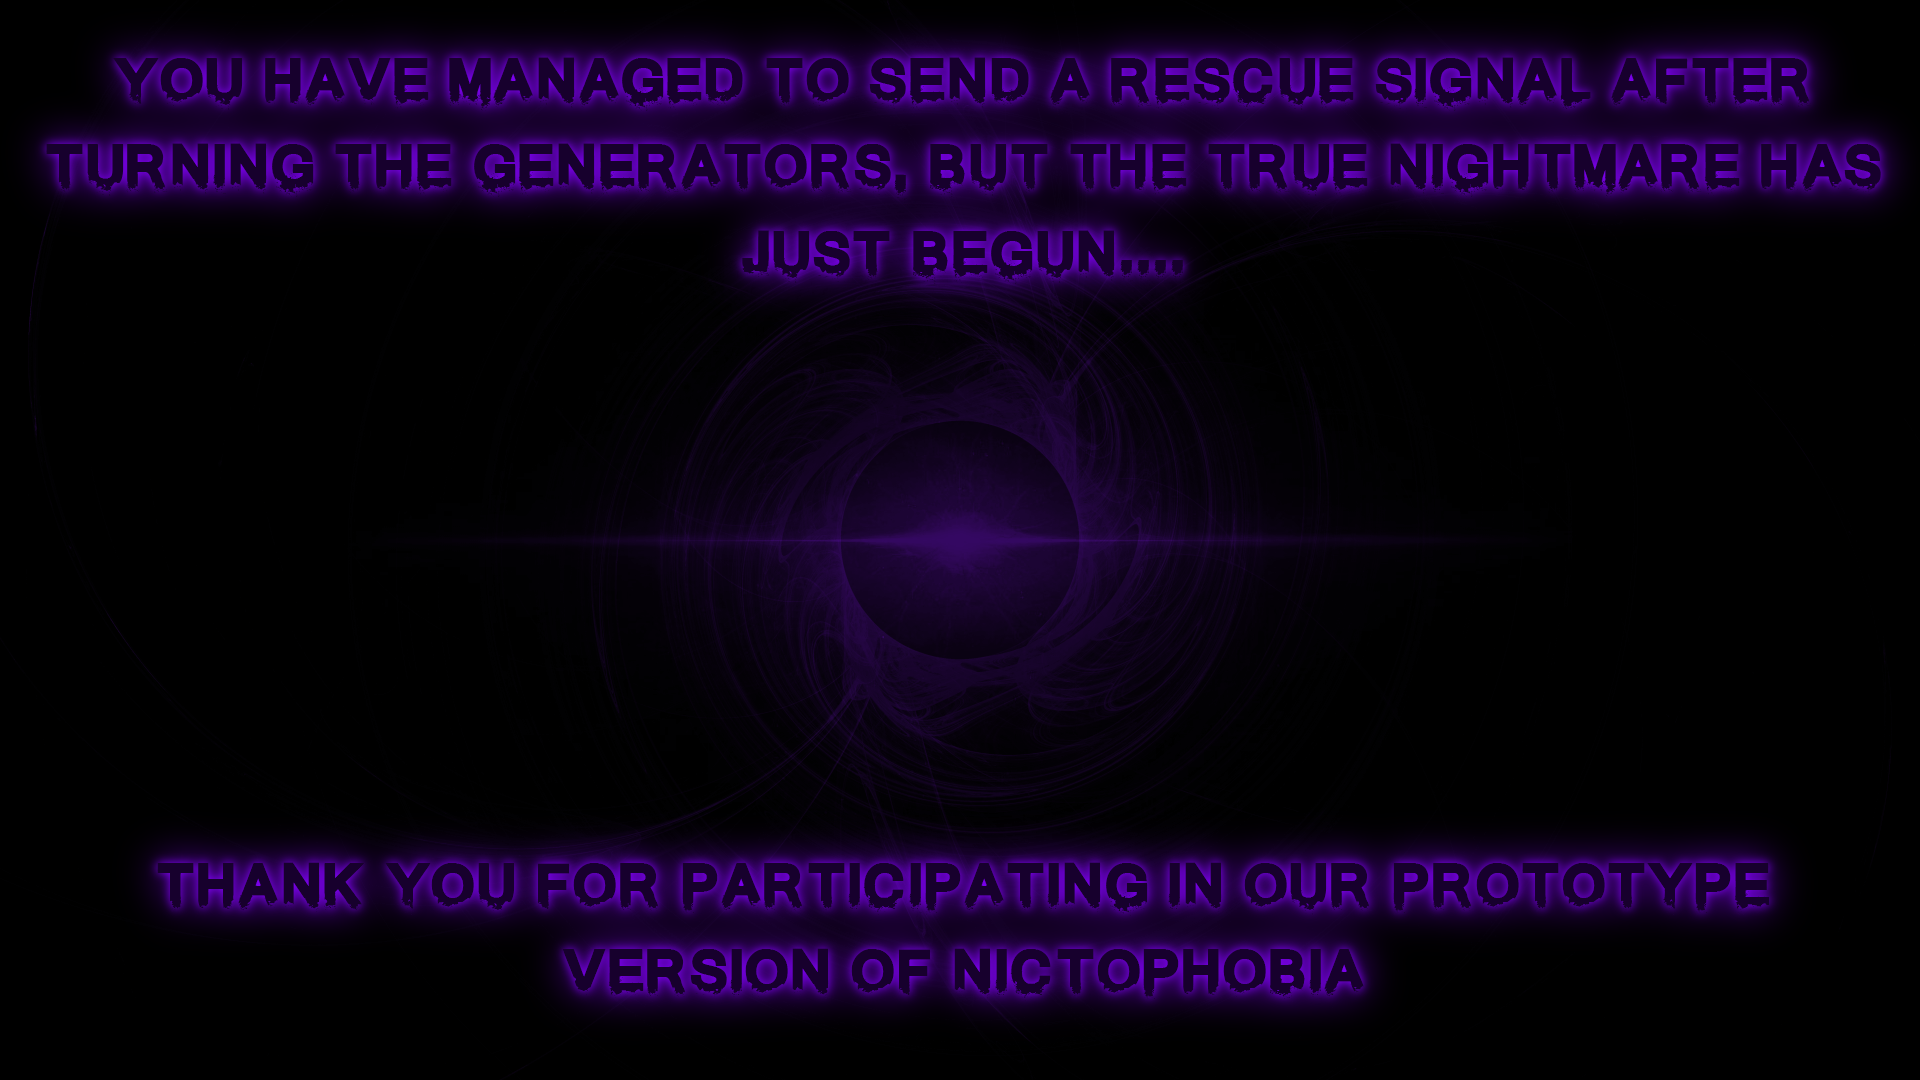 YOU HAVE MANAGED TO SEND A RESCUE SIGNAL AFTER
TURNING THE GENERATORS, BUT THE TRUE NIGHTMARE HAS
JUST BEGUN....
THANK YOU FOR PARTICIPATING IN OUR PROTOTYPE
VERSION OF NICTOPHOBIA